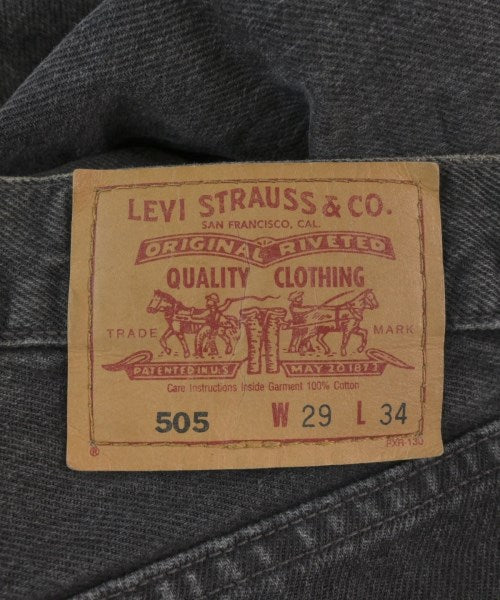 LEVI STRAUSS & CO.
SAN FRANCISCO, CAL.
ORIGINAL RIVETED
QUALITY CLOTHING
TRADE MARK
PATENTED IN U.S. MAY 20 1873
Care Instructions Inside Garment 100% Cotton
505 W 29 L 34
®